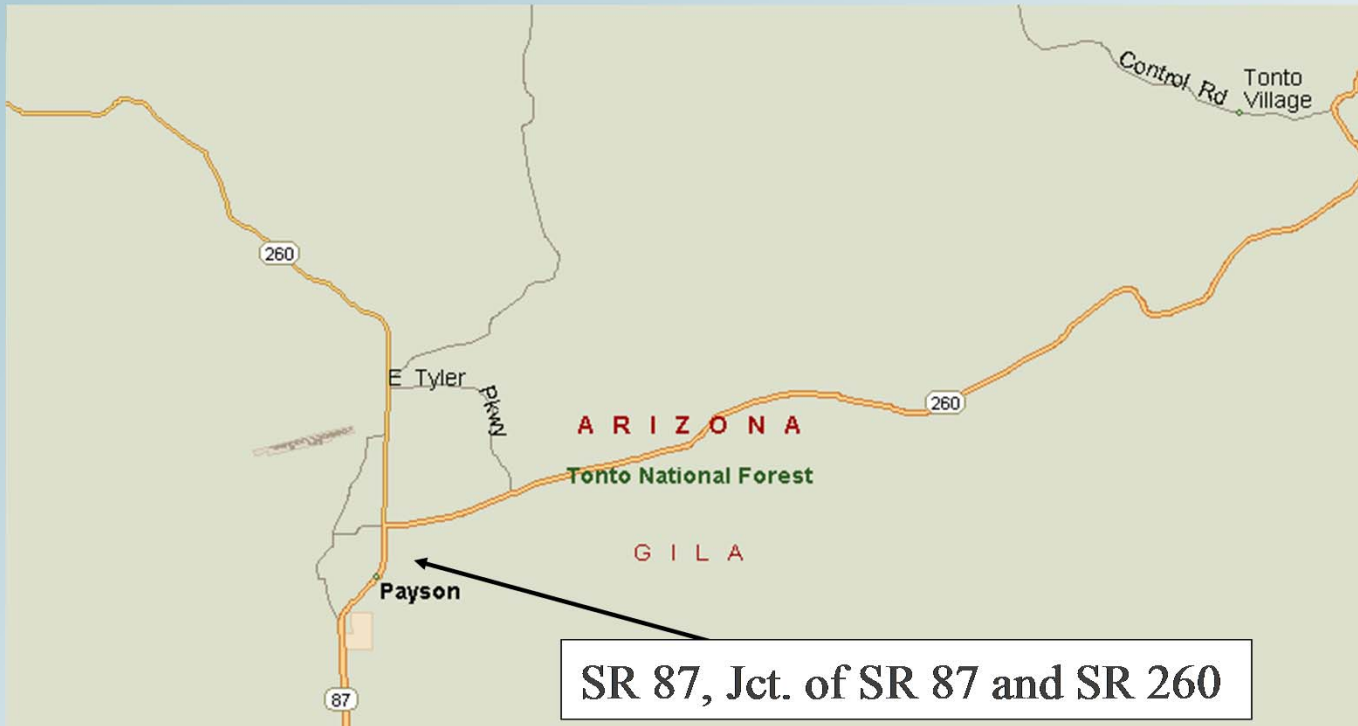 Control Rd
Tonto
Village
260
E Tyler
Pkwy
260
ARIZONA
Tonto National Forest
GILA
Payson
SR 87, Jct. of SR 87 and SR 260
87